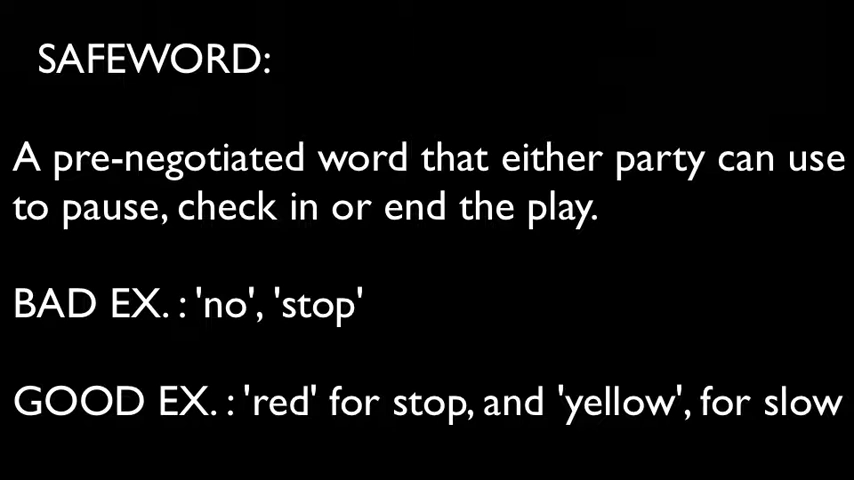 SAFEWORD:
A pre-negotiated word that either party can use
to pause, check in or end the play.
BAD EX. : 'no', 'stop'
GOOD EX. : 'red' for stop, and 'yellow', for slow